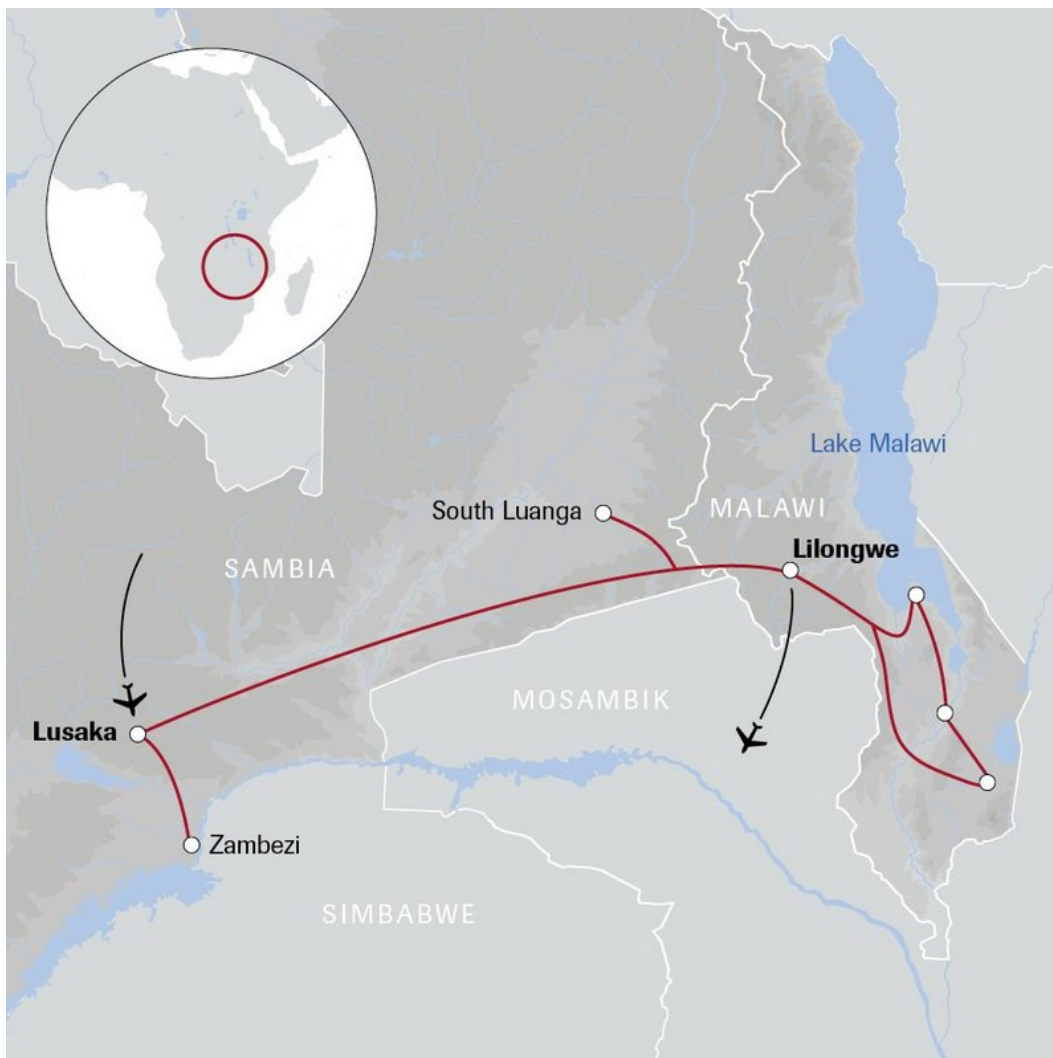 Lake Malawi
South Luanga
MALAWI
Lilongwe
SAMBIA
MOSAMBIK
Lusaka
Zambezi
SIMBABWE